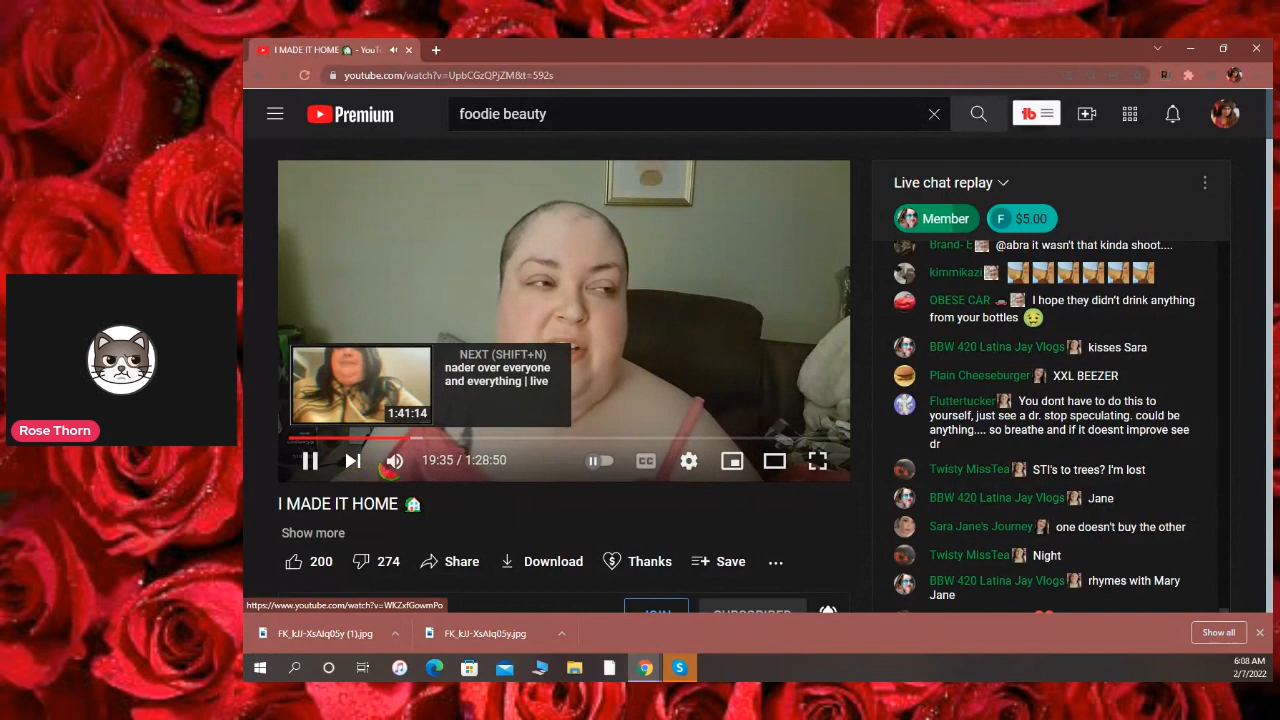 I MADE IT HOME 🏠 - YouT
youtube.com/watch?v=UpbCGzQPjZM&t=592s
Premium
foodie beauty
Live chat replay
Member
F $5.00
Brand- E @abra it wasn't that kinda shoot....
kimmikazi
OBESE CAR 🚗 I hope they didn't drink anything
from your bottles 🤢
BBW 420 Latina Jay Vlogs kisses Sara
Plain Cheeseburger XXL BEEZER
Fluttertucker You dont have to do this to
yourself, just see a dr. stop speculating. could be
anything.... so breathe and if it doesnt improve see
dr
Twisty MissTea STI's to trees? I'm lost
BBW 420 Latina Jay Vlogs Jane
Sara Jane's Journey one doesn't buy the other
Twisty MissTea Night
BBW 420 Latina Jay Vlogs rhymes with Mary
Jane
NEXT (SHIFT+N)
nader over everyone
and everything | live
1:41:14
19:35 / 1:28:50
CC
I MADE IT HOME 🏠
Show more
200
274
Share
Download
Thanks
Save
JOIN
SUBSCRIBED
https://www.youtube.com/watch?v=WKZxfGowmPo
FK_kJJ-XsAIq05y (1).jpg
FK_kJJ-XsAIq05y.jpg
Show all
6:08 AM
2/7/2022
Rose Thorn